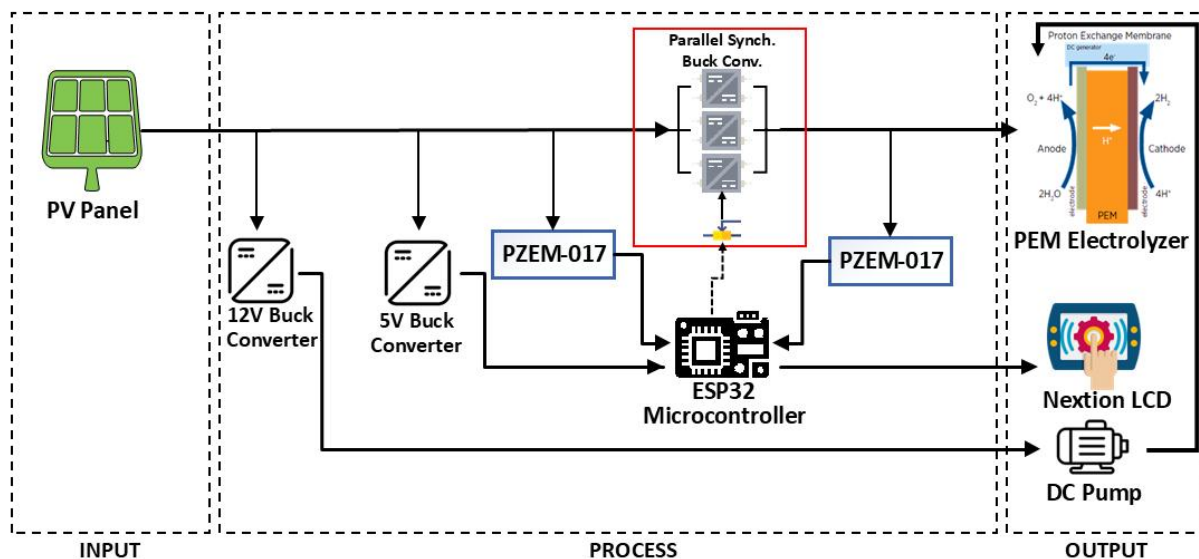 PV Panel
12V Buck
Converter
5V Buck
Converter
PZEM-017
Parallel Synch.
Buck Conv.
PZEM-017
ESP32
Microcontroller
Proton Exchange Membrane
DC generator
4e⁻
O₂ + 4H⁺
2H₂
H⁺
Anode
Cathode
2H₂O
4H⁺
electrode
electrode
PEM
PEM Electrolyzer
Nextion LCD
DC Pump
INPUT
PROCESS
OUTPUT